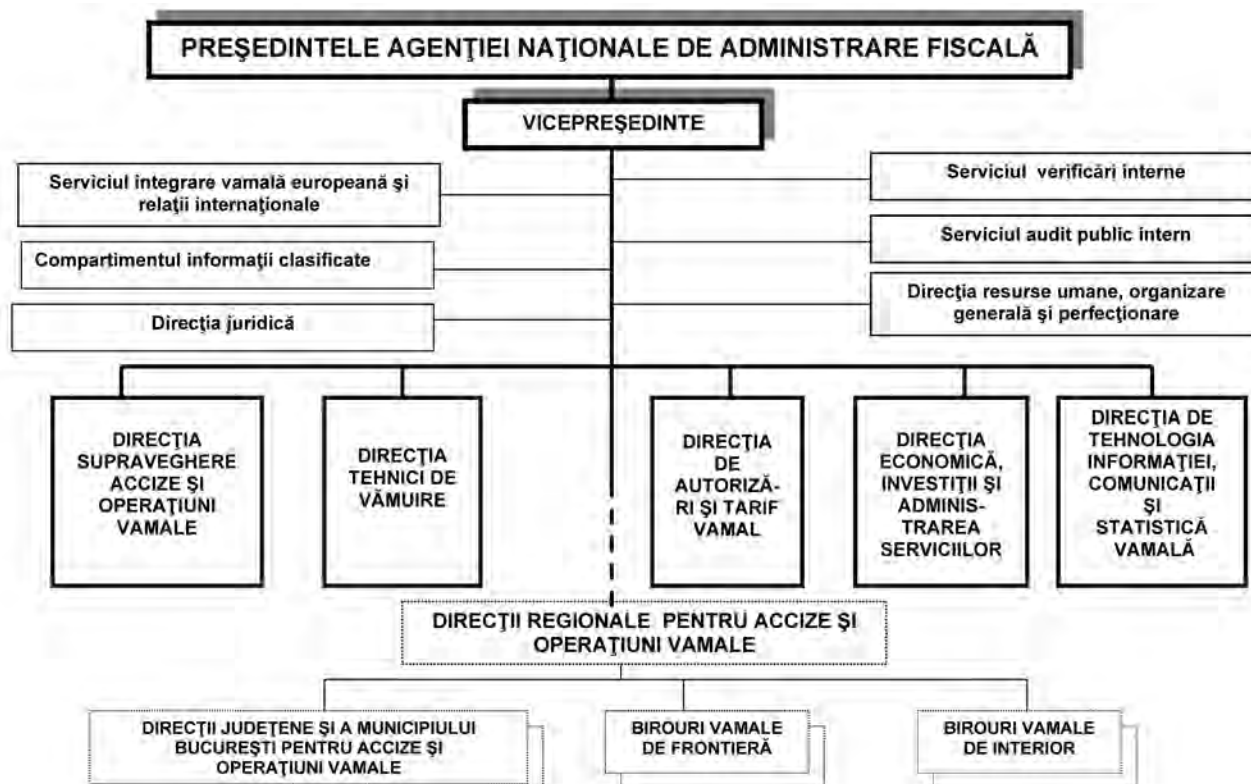 PREŞEDINTELE AGENŢIEI NAŢIONALE DE ADMINISTRARE FISCALĂ
VICEPREŞEDINTE
Serviciul integrare vamală europeană şi
relaţii internaţionale
Serviciul verificări interne
Serviciul audit public intern
Compartimentul informaţii clasificate
Direcţia resurse umane, organizare
generală şi perfecţionare
Direcţia juridică
DIRECŢIA
SUPRAVEGHERE
ACCIZE ŞI
OPERAŢIUNI
VAMALE
DIRECŢIA
TEHNICI DE
VĂMUIRE
DIRECŢIA
DE
AUTORIZĂ-
RI ŞI TARIF
VAMAL
DIRECŢIA
ECONOMICĂ,
INVESTIŢII ŞI
ADMINIS-
TRAREA
SERVICIILOR
DIRECŢIA DE
TEHNOLOGIA
INFORMAŢIEI,
COMUNICAŢII
ŞI
STATISTICĂ
VAMALĂ
DIRECŢII REGIONALE PENTRU ACCIZE ŞI
OPERAŢIUNI VAMALE
DIRECŢII JUDEŢENE ŞI A MUNICIPIULUI
BUCUREŞTI PENTRU ACCIZE ŞI
OPERAŢIUNI VAMALE
BIROURI VAMALE
DE FRONTIERĂ
BIROURI VAMALE
DE INTERIOR